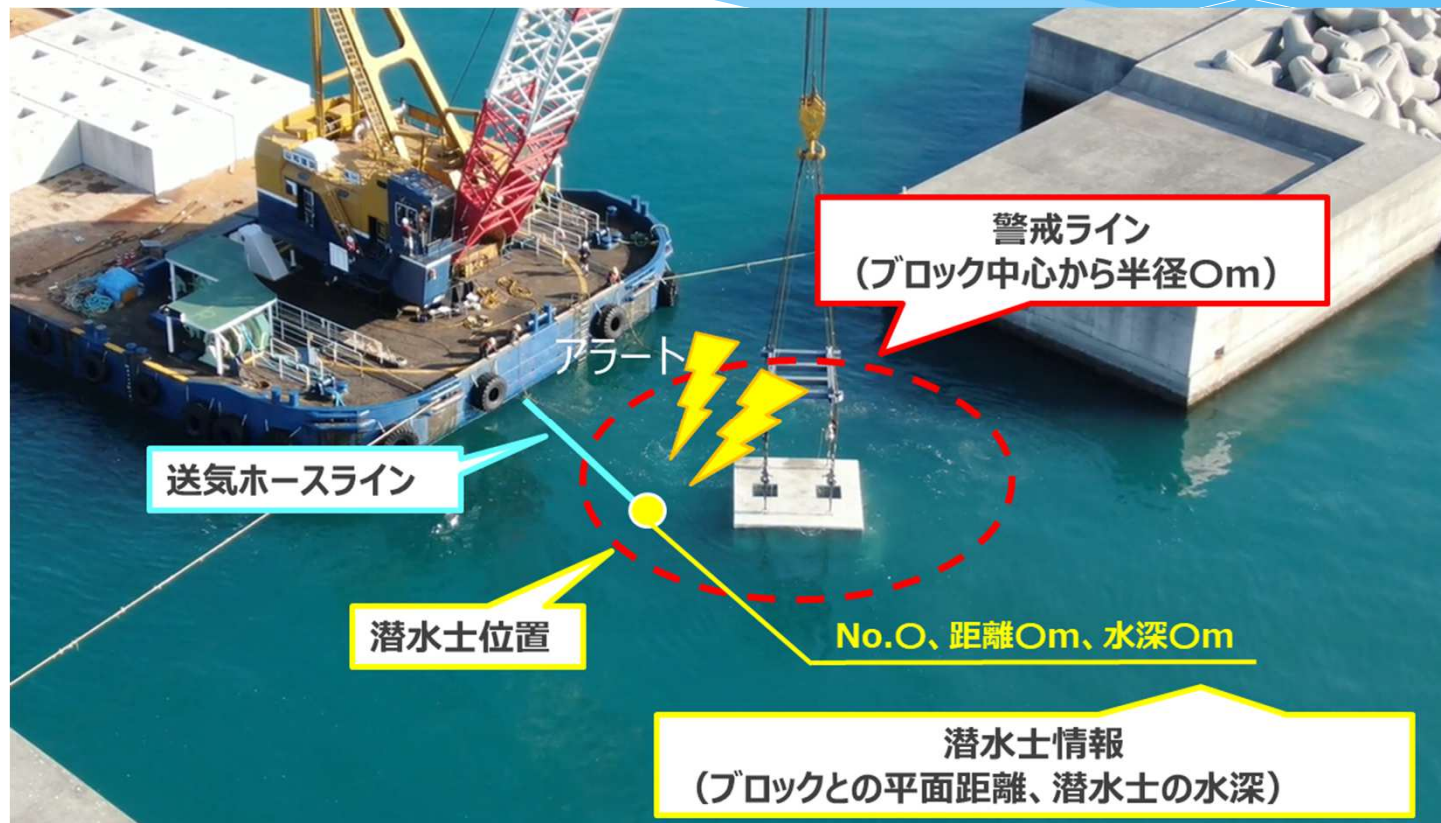 警戒ライン
（ブロック中心から半径〇m）
アラート
送気ホースライン
潜水士位置
No.〇、距離〇m、水深〇m
潜水士情報
（ブロックとの平面距離、潜水士の水深）